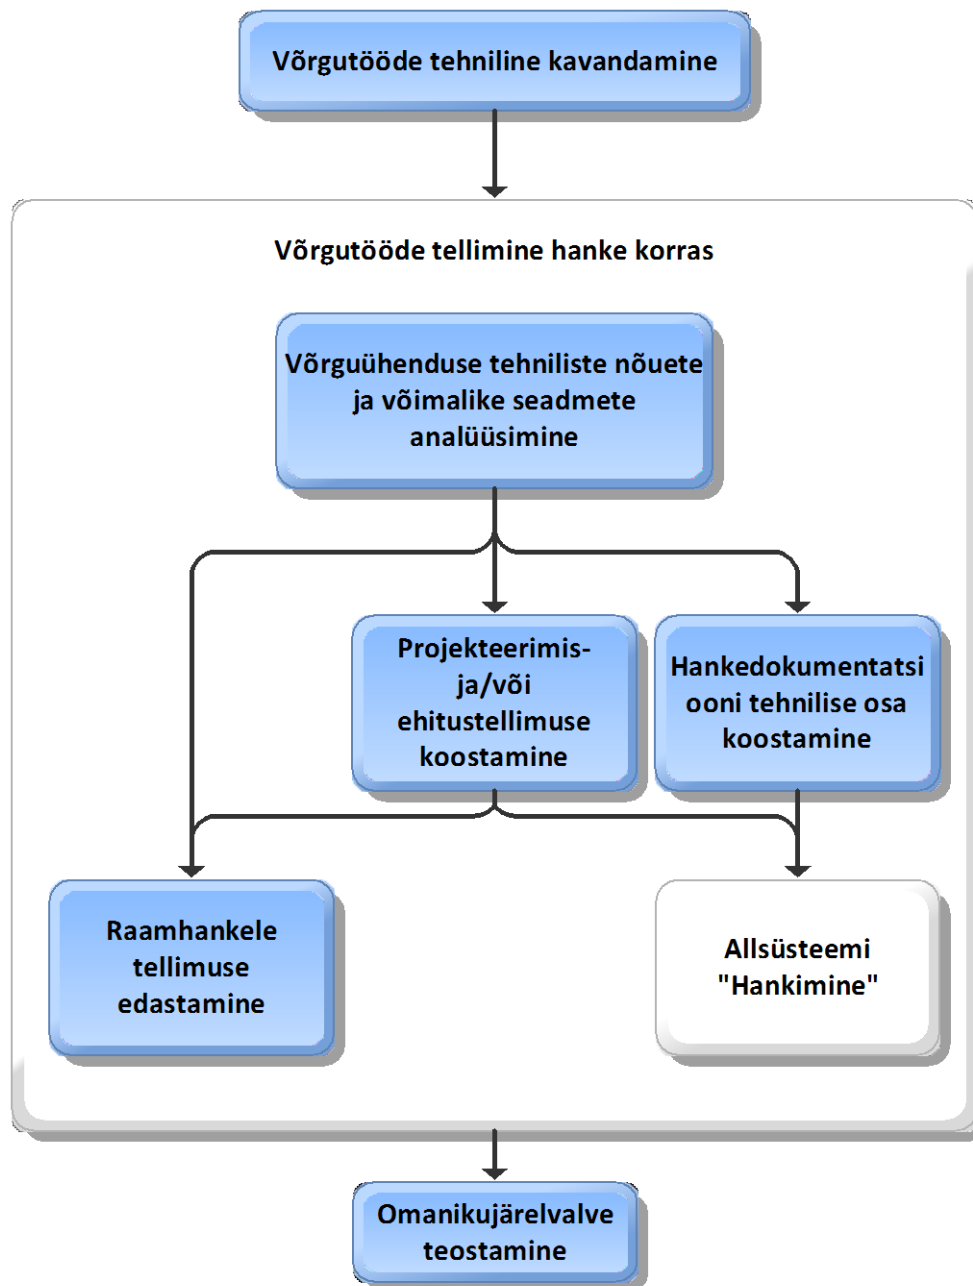 Võrgutööde tehniline kavandamine
Võrgutööde tellimine hanke korras
Võrguühenduse tehniliste nõuete
ja võimalike seadmete
analüüsimine
Projekteerimis-
ja/või
ehitustellimuse
koostamine
Hankedokumentatsi
ooni tehnilise osa
koostamine
Raamhankele
tellimuse
edastamine
Allsüsteemi
"Hankimine"
Omanikujärelvalve
teostamine